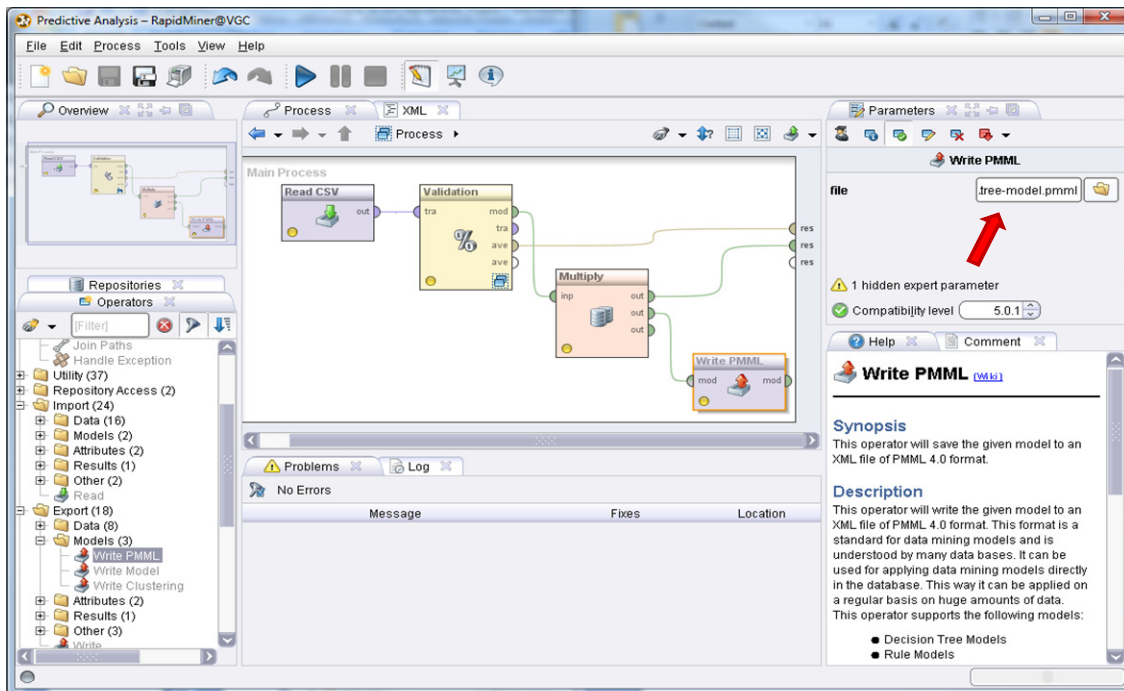 Predictive Analysis – RapidMiner@VGC
File Edit Process Tools View Help
Overview
Process
XML
Parameters
Process
Write PMML
file
.tree-model.pmml
1 hidden expert parameter
Compatibility level 5.0.1
Main Process
Read CSV
out
Validation
tra mod
tra
ave
ave
res
res
res
Multiply
inp out
out
out
Write PMML
mod mod
Repositories
Operators
[Filter]
Join Paths
Handle Exception
Utility (37)
Repository Access (2)
Import (24)
Data (16)
Models (2)
Attributes (2)
Results (1)
Other (2)
Read
Export (18)
Data (8)
Models (3)
Write PMML
Write Model
Write Clustering
Attributes (2)
Results (1)
Other (3)
Write
Problems
Log
No Errors
Message Fixes Location
Help
Comment
Write PMML (Wiki)
Synopsis
This operator will save the given model to an
XML file of PMML 4.0 format.
Description
This operator will write the given model to an
XML file of PMML 4.0 format. This format is a
standard for data mining models and is
understood by many data bases. It can be
used for applying data mining models directly
in the database. This way it can be applied on
a regular basis on huge amounts of data.
This operator supports the following models:
Decision Tree Models
Rule Models